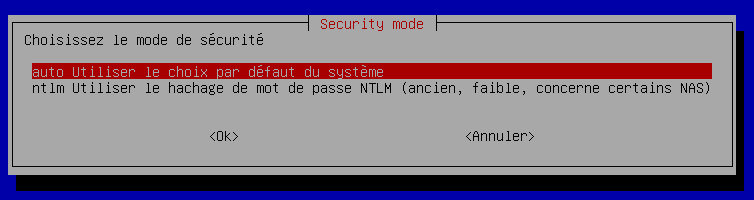 Security mode
Choisissez le mode de sécurité
auto Utiliser le choix par défaut du système
ntlm Utiliser le hachage de mot de passe NTLM (ancien, faible, concerne certains NAS)
<Ok> <Annuler>